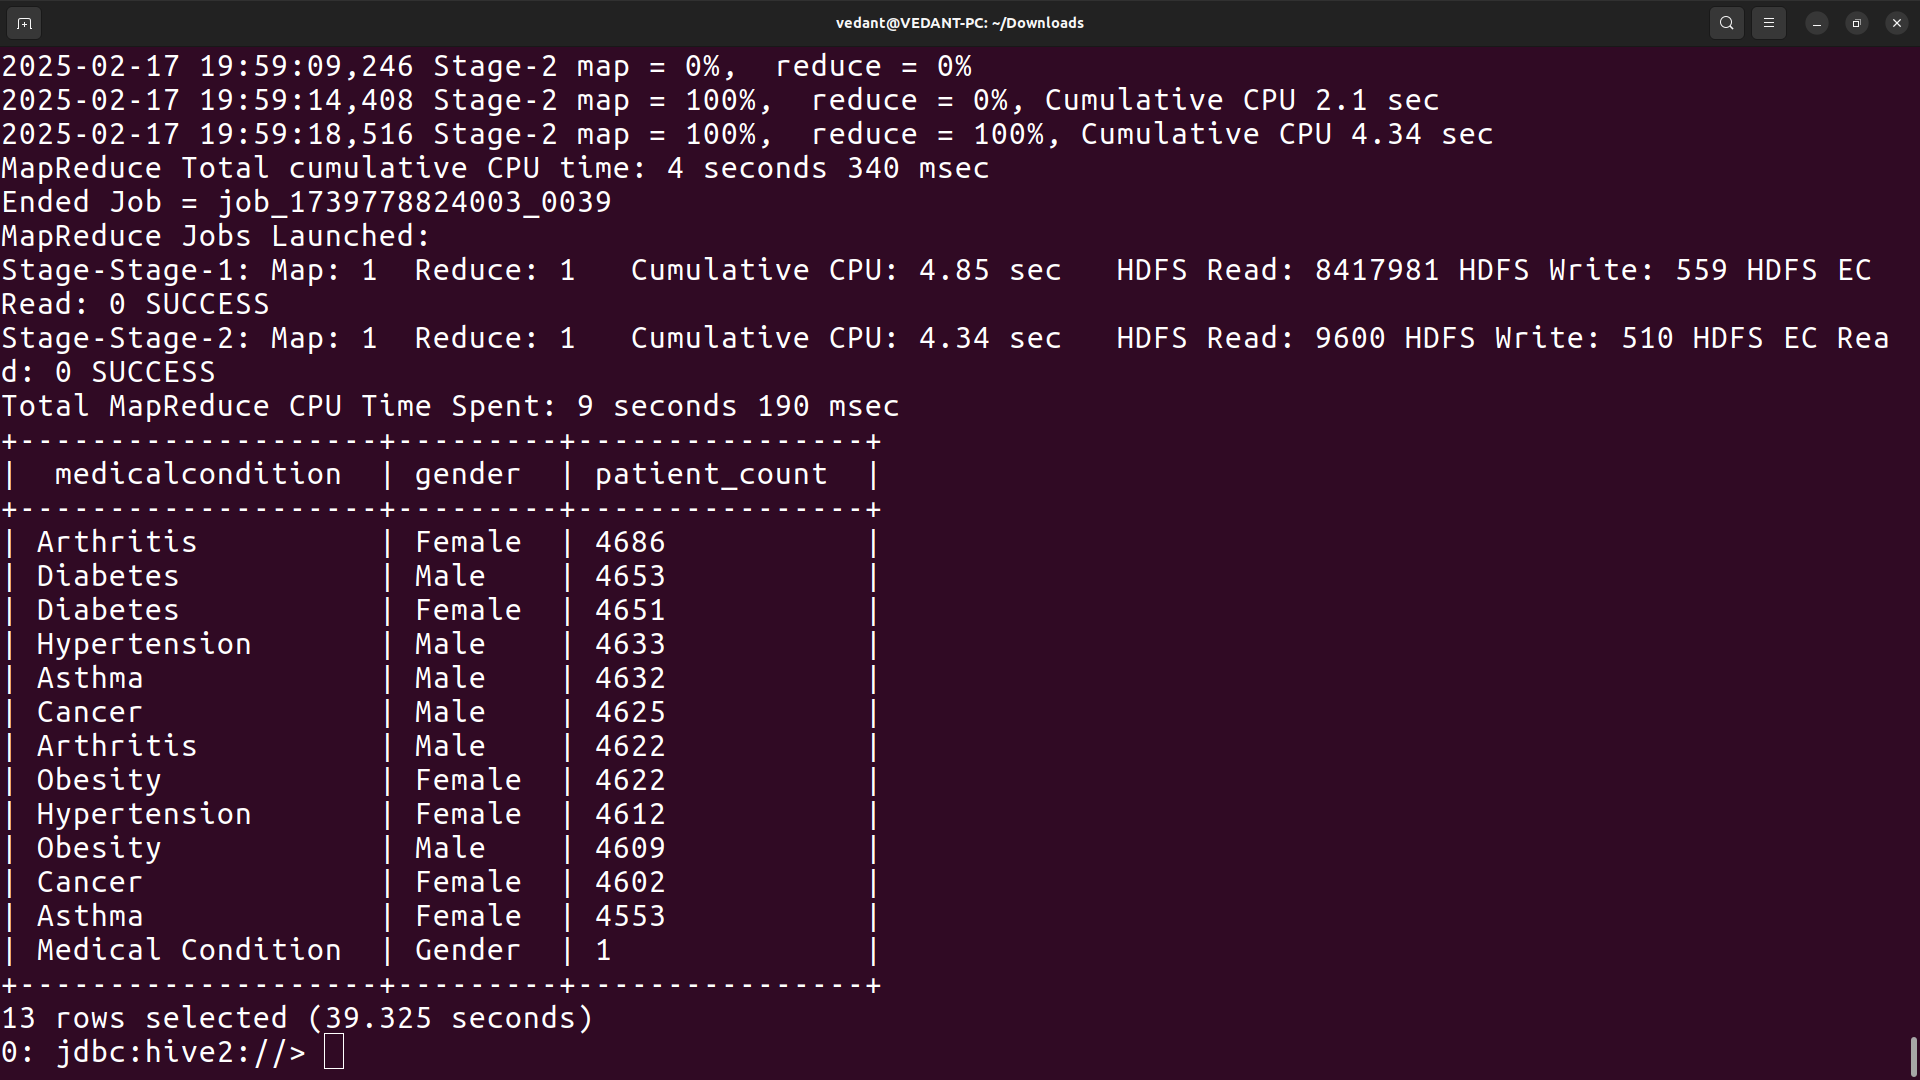 vedant@VEDANT-PC: ~/Downloads
2025-02-17 19:59:09,246 Stage-2 map = 0%,  reduce = 0%
2025-02-17 19:59:14,408 Stage-2 map = 100%,  reduce = 0%, Cumulative CPU 2.1 sec
2025-02-17 19:59:18,516 Stage-2 map = 100%,  reduce = 100%, Cumulative CPU 4.34 sec
MapReduce Total cumulative CPU time: 4 seconds 340 msec
Ended Job = job_1739778824003_0039
MapReduce Jobs Launched:
Stage-Stage-1: Map: 1  Reduce: 1   Cumulative CPU: 4.85 sec   HDFS Read: 8417981 HDFS Write: 559 HDFS EC
Read: 0 SUCCESS
Stage-Stage-2: Map: 1  Reduce: 1   Cumulative CPU: 4.34 sec   HDFS Read: 9600 HDFS Write: 510 HDFS EC Rea
d: 0 SUCCESS
Total MapReduce CPU Time Spent: 9 seconds 190 msec
+--------------------+---------+----------------+
|  medicalcondition  | gender  | patient_count  |
+--------------------+---------+----------------+
| Arthritis          | Female  | 4686           |
| Diabetes           | Male    | 4653           |
| Diabetes           | Female  | 4651           |
| Hypertension       | Male    | 4633           |
| Asthma             | Male    | 4632           |
| Cancer             | Male    | 4625           |
| Arthritis          | Male    | 4622           |
| Obesity            | Female  | 4622           |
| Hypertension       | Female  | 4612           |
| Obesity            | Male    | 4609           |
| Cancer             | Female  | 4602           |
| Asthma             | Female  | 4553           |
| Medical Condition  | Gender  | 1              |
+--------------------+---------+----------------+
13 rows selected (39.325 seconds)
0: jdbc:hive2://>